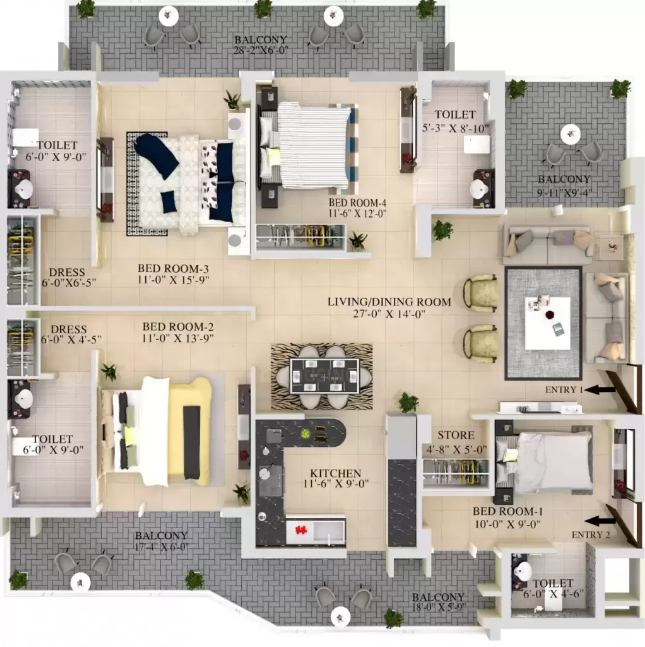 BALCONY
28'-2"X6'-0"
TOILET
6'-0" X 9'-0"
TOILET
5'-3" X 8'-10"
BALCONY
9'-11"X9'-4"
BED ROOM-4
11'-6" X 12'-0"
DRESS
6'-0"X6'-5"
BED ROOM-3
11'-0" X 15'-9"
LIVING/DINING ROOM
27'-0" X 14'-0"
DRESS
6'-0" X 4'-5"
BED ROOM-2
11'-0" X 13'-9"
ENTRY 1
TOILET
6'-0" X 9'-0"
STORE
4'-8" X 5'-0"
KITCHEN
11'-6" X 9'-0"
BED ROOM-1
10'-0" X 9'-0"
ENTRY 2
BALCONY
17'-4" X 6'-0"
TOILET
6'-0" X 4'-6"
BALCONY
18'-0" X 5'-9"